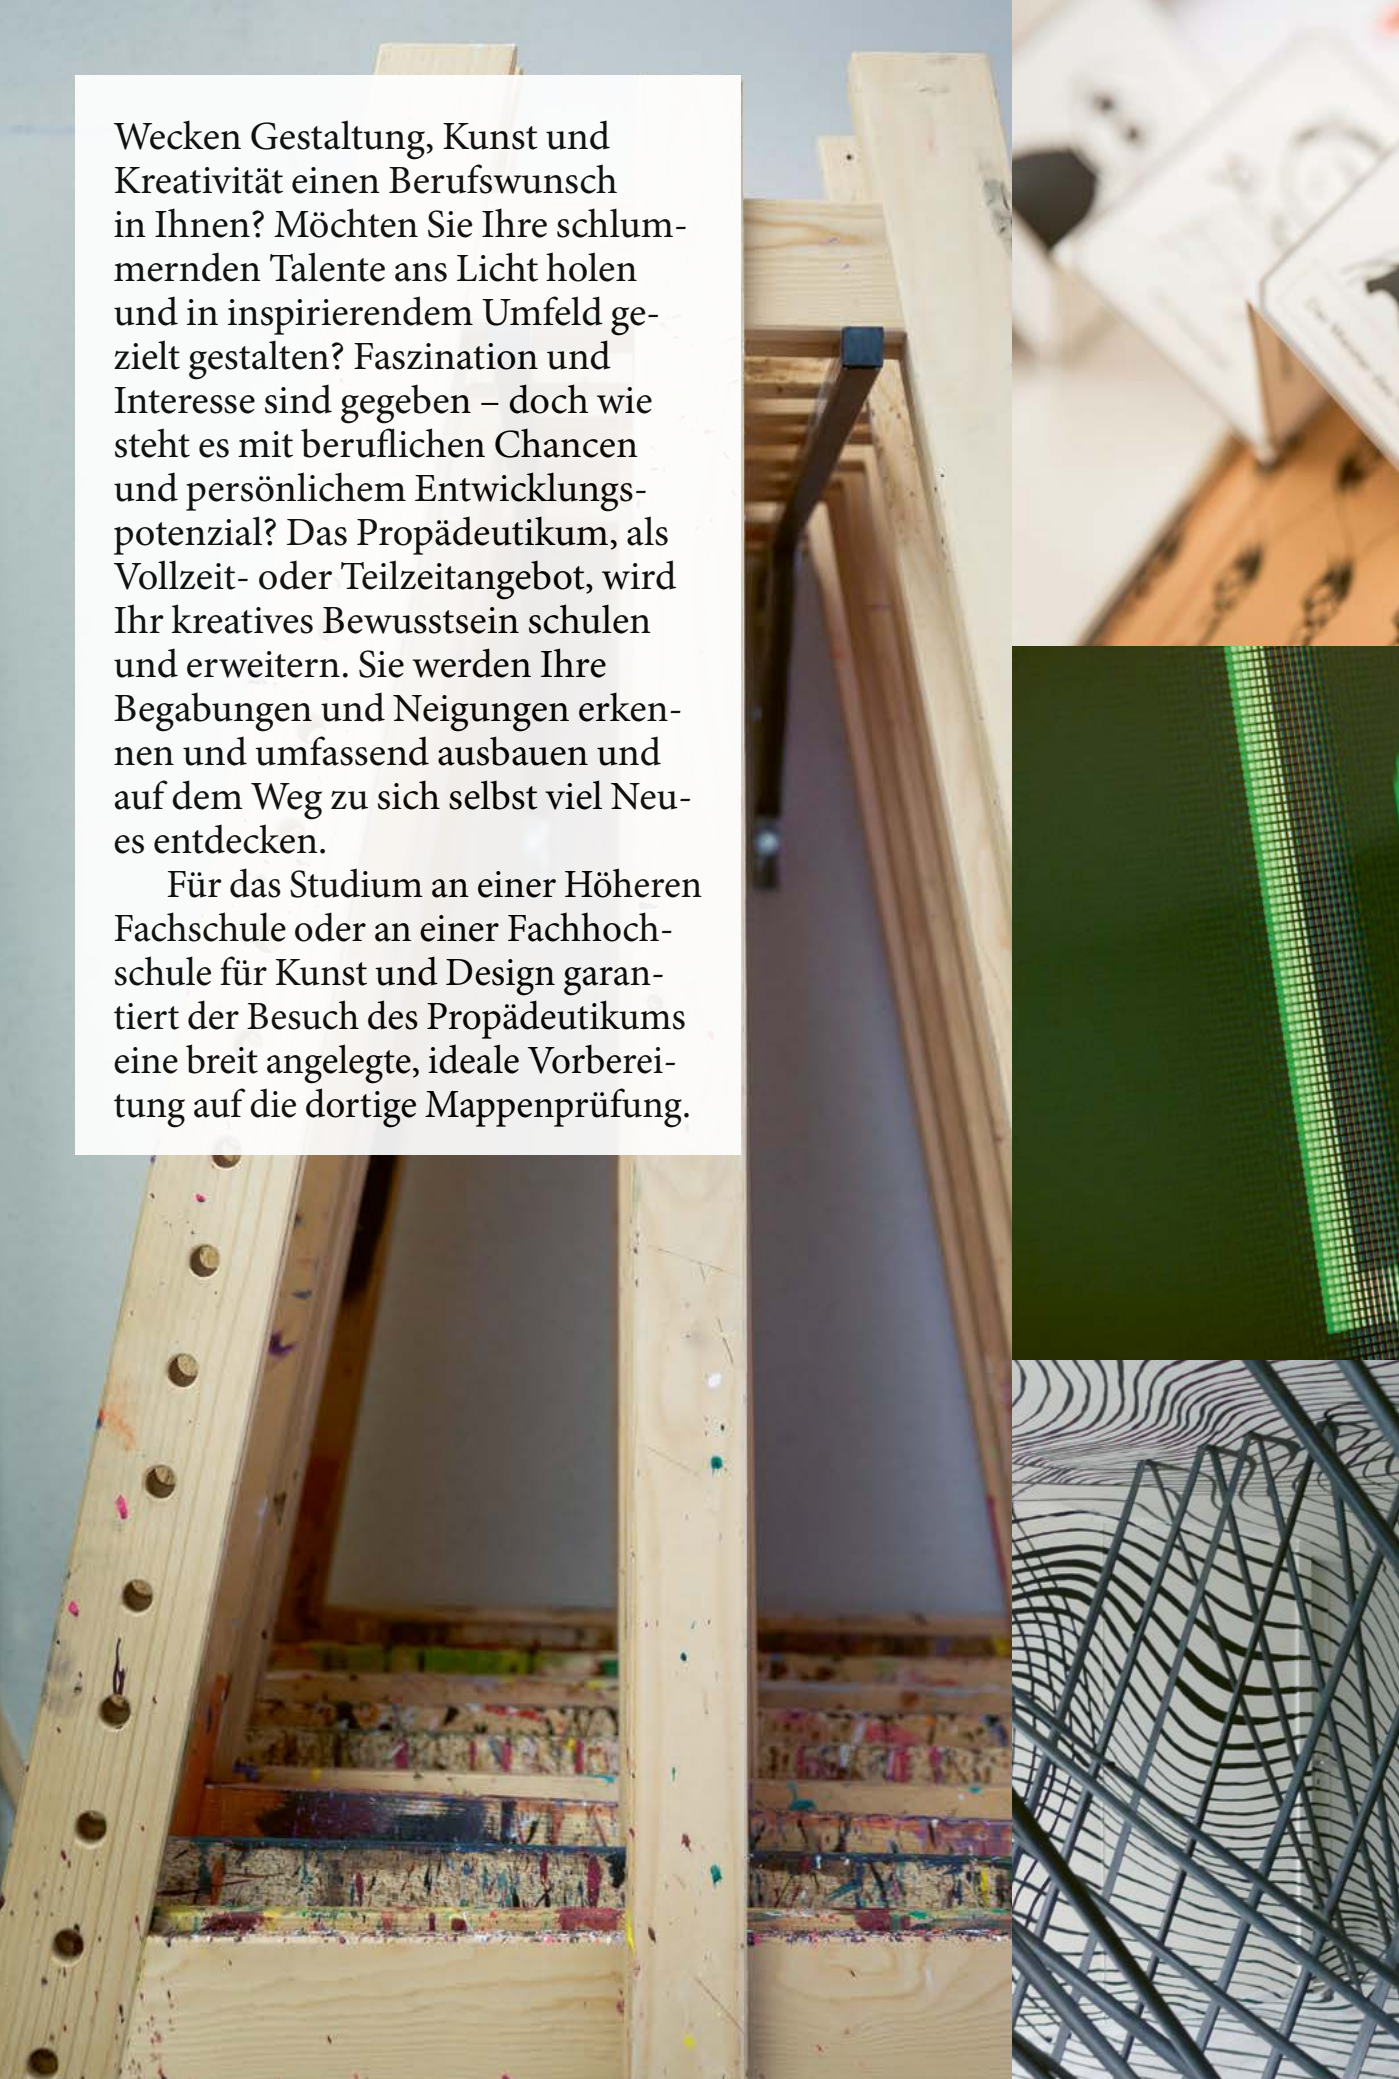 Wecken Gestaltung, Kunst und
Kreativität einen Berufswunsch
in Ihnen? Möchten Sie Ihre schlum-
mernden Talente ans Licht holen
und in inspirierendem Umfeld ge-
zielt gestalten? Faszination und
Interesse sind gegeben – doch wie
steht es mit beruflichen Chancen
und persönlichem Entwicklungs-
potenzial? Das Propädeutikum, als
Vollzeit- oder Teilzeitangebot, wird
Ihr kreatives Bewusstsein schulen
und erweitern. Sie werden Ihre
Begabungen und Neigungen erken-
nen und umfassend ausbauen und
auf dem Weg zu sich selbst viel Neu-
es entdecken.
Für das Studium an einer Höheren
Fachschule oder an einer Fachhoch-
schule für Kunst und Design garan-
tiert der Besuch des Propädeutikums
eine breit angelegte, ideale Vorberei-
tung auf die dortige Mappenprüfung.